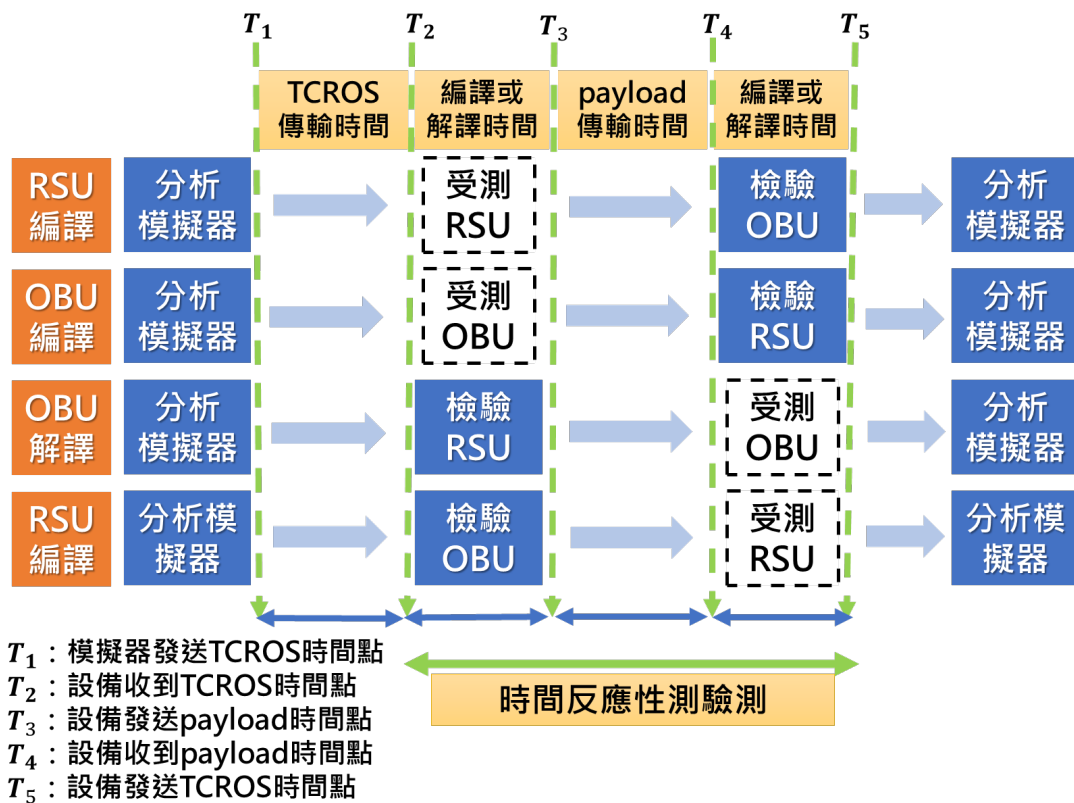 T₁ T₂ T₃ T₄ T₅
TCROS
傳輸時間
編譯或
解譯時間
payload
傳輸時間
編譯或
解譯時間
RSU
編譯
分析
模擬器
受測
RSU
檢驗
OBU
分析
模擬器
OBU
編譯
分析
模擬器
受測
OBU
檢驗
RSU
分析
模擬器
OBU
解譯
分析
模擬器
檢驗
RSU
受測
OBU
分析
模擬器
RSU
編譯
分析模
擬器
檢驗
OBU
受測
RSU
分析模
擬器
T₁：模擬器發送TCROS時間點
T₂：設備收到TCROS時間點
T₃：設備發送payload時間點
T₄：設備收到payload時間點
T₅：設備發送TCROS時間點
時間反應性測驗測